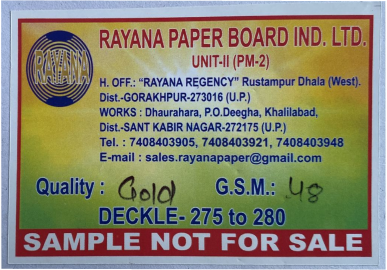 RAYANA PAPER BOARD IND. LTD.
RAYANA
UNIT-II (PM-2)
H. OFF.: "RAYANA REGENCY" Rustampur Dhala (West).
Dist.-GORAKHPUR-273016 (U.P.)
WORKS : Dhaurahara, P.O.Deegha, Khalilabad,
Dist.-SANT KABIR NAGAR-272175 (U.P.)
Tel. : 7408403905, 7408403921, 7408403948
E-mail : sales.rayanapaper@gmail.com
Quality : Gold G.S.M.: 48
DECKLE- 275 to 280
SAMPLE NOT FOR SALE